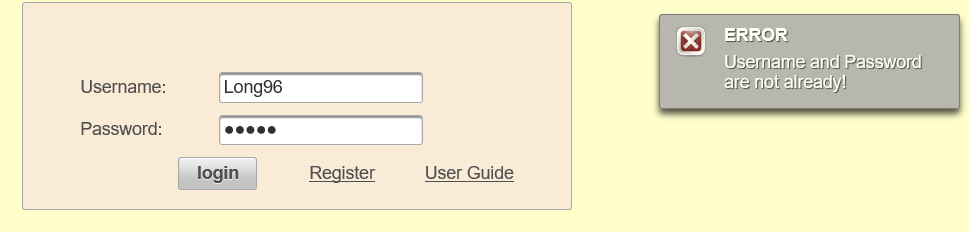 Username: Long96
Password: •••••
login Register User Guide
ERROR
Username and Password
are not already!